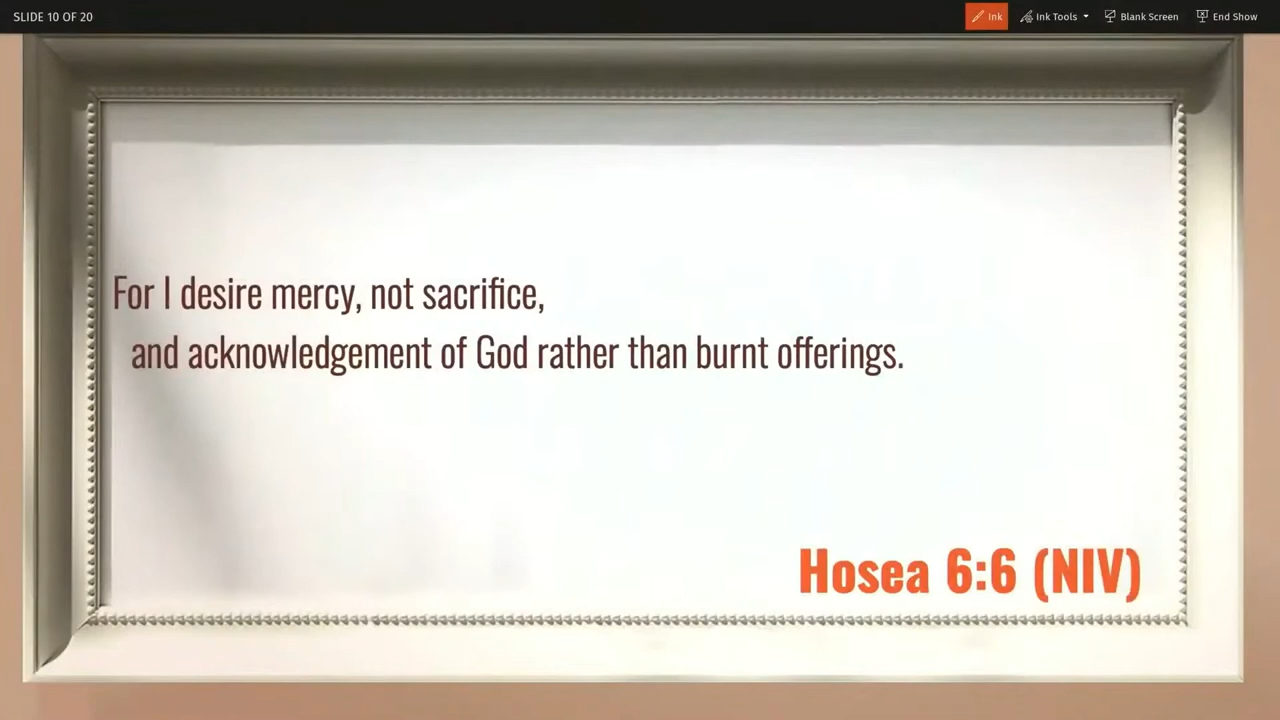 SLIDE 10 OF 20
Ink
Ink Tools
Blank Screen
End Show
For I desire mercy, not sacrifice,
and acknowledgement of God rather than burnt offerings.
Hosea 6:6 (NIV)